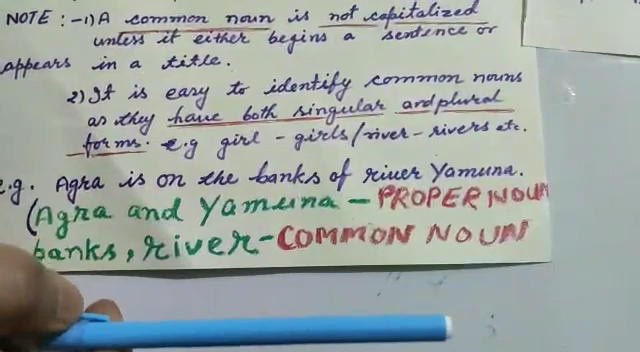 NOTE :- 1) A common noun is not capitalized
unless it either begins a sentence or
appears in a title.
2) It is easy to identify common nouns
as they have both singular and plural
forms. e.g girl - girls/river - rivers etc.
e.g. Agra is on the banks of river Yamuna.
(Agra and Yamuna - PROPER NOUN
banks, river - COMMON NOUN